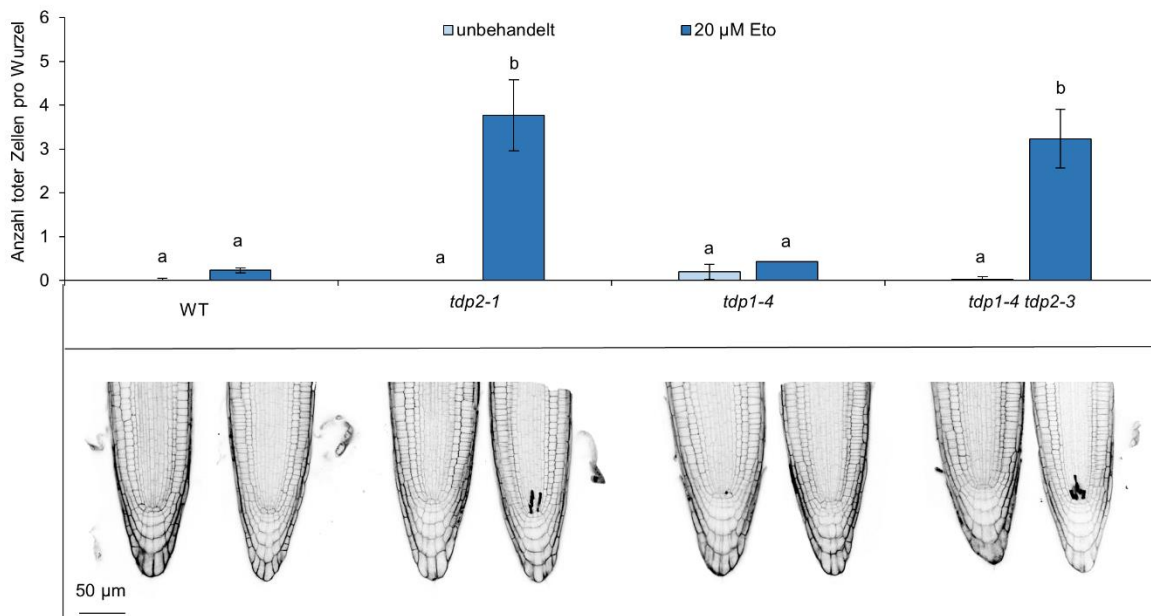 Anzahl toter Zellen pro Wurzel
6
5
4
3
2
1
0
unbehandelt
20 µM Eto
a
a
a
b
a
a
a
b
WT
tdp2-1
tdp1-4
tdp1-4 tdp2-3
50 µm